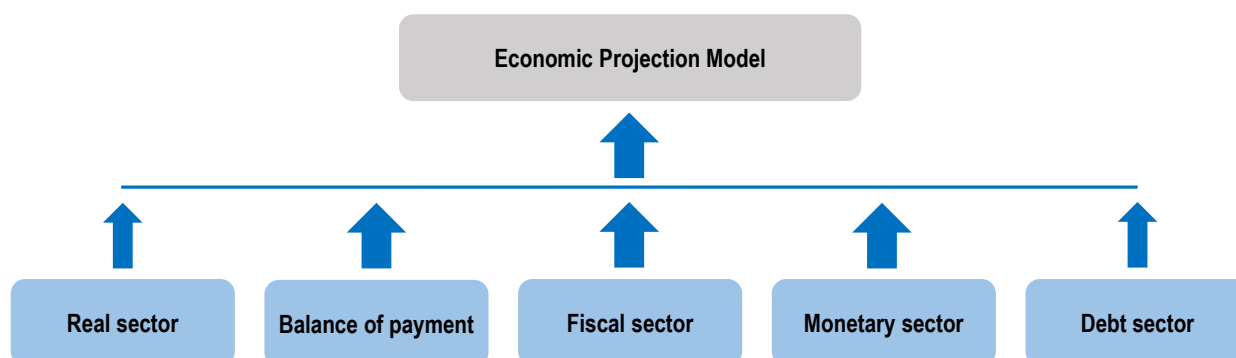 Economic Projection Model
Real sector
Balance of payment
Fiscal sector
Monetary sector
Debt sector